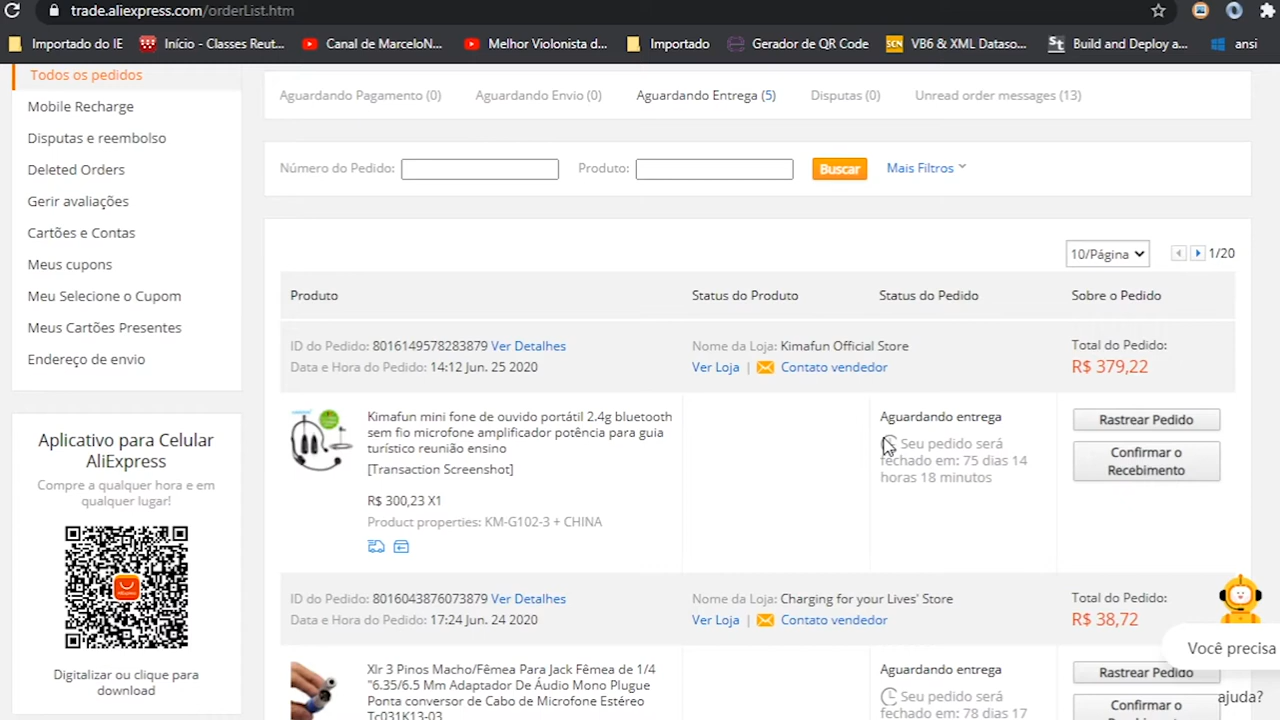 trade.aliexpress.com/orderList.htm
Importado do IE
Início - Classes Reut...
Canal de MarceloN...
Melhor Violonista d...
Importado
Gerador de QR Code
SCN VB6 & XML Dataso...
St Build and Deploy a...
ansi
Todos os pedidos
Mobile Recharge
Disputas e reembolso
Deleted Orders
Gerir avaliações
Cartões e Contas
Meus cupons
Meu Selecione o Cupom
Meus Cartões Presentes
Endereço de envio
Aplicativo para Celular
AliExpress
Compre a qualquer hora e em
qualquer lugar!
Digitalizar ou clique para
download
Aguardando Pagamento (0)
Aguardando Envio (0)
Aguardando Entrega (5)
Disputas (0)
Unread order messages (13)
Número do Pedido:
Produto:
Buscar
Mais Filtros
10/Página
1/20
Produto
Status do Produto
Status do Pedido
Sobre o Pedido
ID do Pedido: 8016149578283879 Ver Detalhes
Data e Hora do Pedido: 14:12 Jun. 25 2020
Nome da Loja: Kimafun Official Store
Ver Loja | Contato vendedor
Total do Pedido:
R$ 379,22
Kimafun mini fone de ouvido portátil 2.4g bluetooth
sem fio microfone amplificador potência para guia
turístico reunião ensino
[Transaction Screenshot]
R$ 300,23 X1
Product properties: KM-G102-3 + CHINA
Aguardando entrega
Seu pedido será
fechado em: 75 dias 14
horas 18 minutos
Rastrear Pedido
Confirmar o
Recebimento
ID do Pedido: 8016043876073879 Ver Detalhes
Data e Hora do Pedido: 17:24 Jun. 24 2020
Nome da Loja: Charging for your Lives' Store
Ver Loja | Contato vendedor
Total do Pedido:
R$ 38,72
Xlr 3 Pinos Macho/Fêmea Para Jack Fêmea de 1/4
"6.35/6.5 Mm Adaptador De Áudio Mono Plugue
Ponta conversor de Cabo de Microfone Estéreo
Tc031K13-03
Aguardando entrega
Seu pedido será
fechado em: 78 dias 17
Rastrear Pedido
Confirmar o
Você precisa
ajuda?